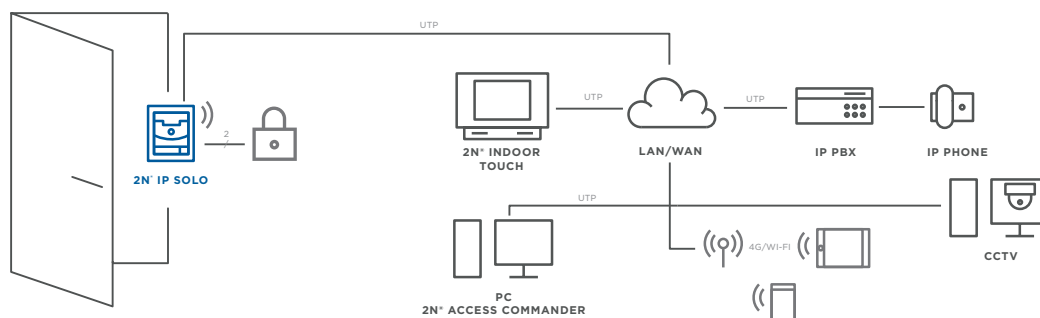 UTP
UTP
UTP
2
2N® INDOOR
TOUCH
LAN/WAN
IP PBX
IP PHONE
2N® IP SOLO
UTP
4G/WI-FI
CCTV
PC
2N® ACCESS COMMANDER